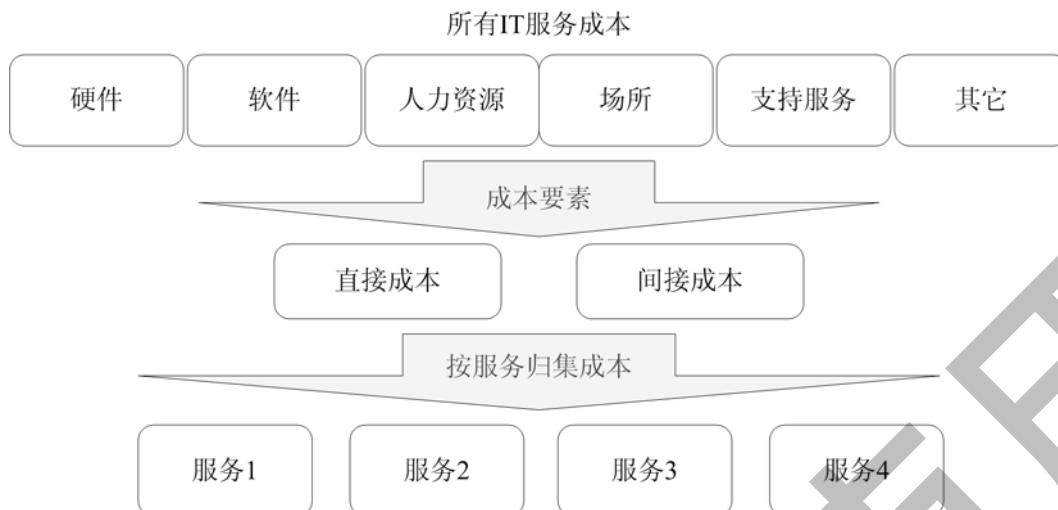 所有IT服务成本
硬件 软件 人力资源 场所 支持服务 其它
成本要素
直接成本 间接成本
按服务归集成本
服务1 服务2 服务3 服务4